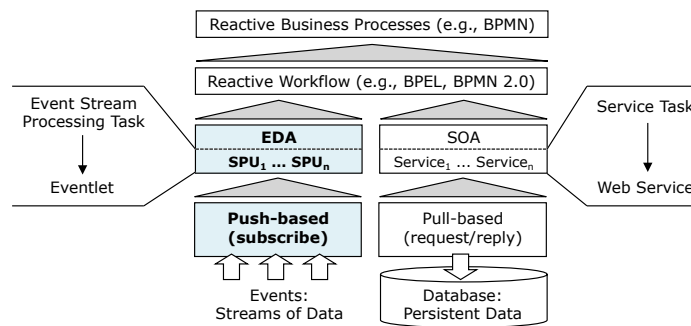 Reactive Business Processes (e.g., BPMN)
Reactive Workflow (e.g., BPEL, BPMN 2.0)
Event Stream
Processing Task
Eventlet
EDA
SPU₁ ... SPUₙ
SOA
Service₁ ... Serviceₙ
Service Task
Web Service
Push-based
(subscribe)
Pull-based
(request/reply)
Events:
Streams of Data
Database:
Persistent Data